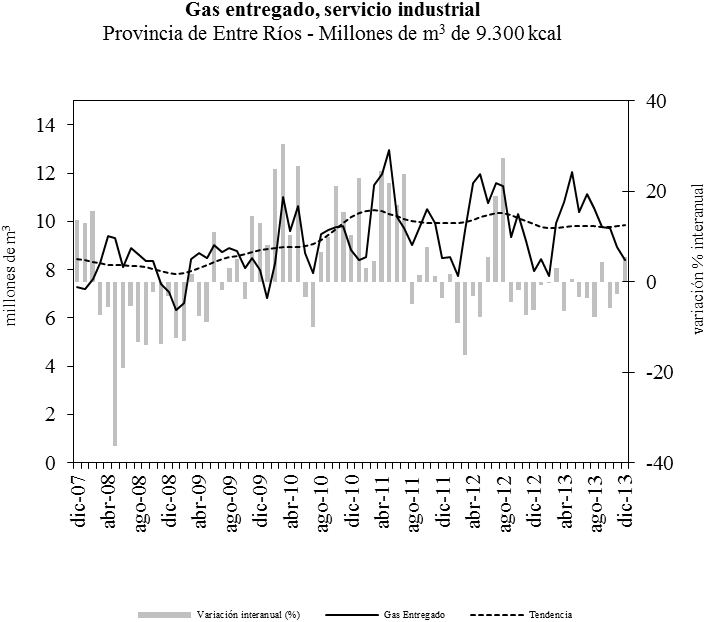 Gas entregado, servicio industrial
Provincia de Entre Ríos - Millones de m³ de 9.300 kcal
millones de m³
14
12
10
8
6
4
2
0
40
20
0
-20
-40
variación % interanual
dic-07
abr-08
ago-08
dic-08
abr-09
ago-09
dic-09
abr-10
ago-10
dic-10
abr-11
ago-11
dic-11
abr-12
ago-12
dic-12
abr-13
ago-13
dic-13
Variación interanual (%)
Gas Entregado
Tendencia